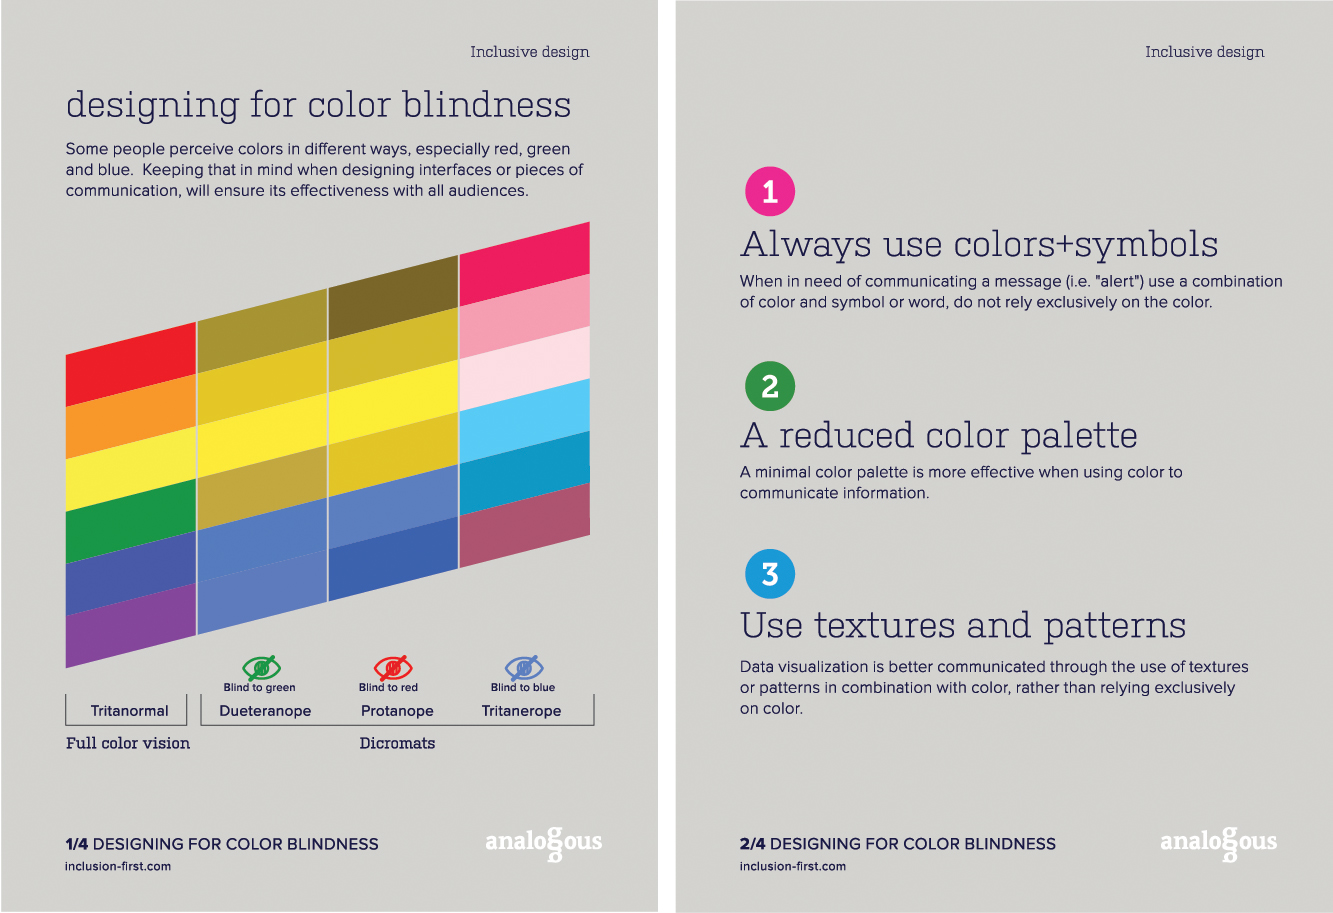 Inclusive design
designing for color blindness
Some people perceive colors in different ways, especially red, green
and blue. Keeping that in mind when designing interfaces or pieces of
communication, will ensure its effectiveness with all audiences.
Blind to green
Blind to red
Blind to blue
Tritanormal
Dueteranope
Protanope
Tritanerope
Full color vision
Dicromats
1/4 DESIGNING FOR COLOR BLINDNESS
inclusion-first.com
analoggous
Inclusive design
1
Always use colors+symbols
When in need of communicating a message (i.e. "alert") use a combination
of color and symbol or word, do not rely exclusively on the color.
2
A reduced color palette
A minimal color palette is more effective when using color to
communicate information.
3
Use textures and patterns
Data visualization is better communicated through the use of textures
or patterns in combination with color, rather than relying exclusively
on color.
2/4 DESIGNING FOR COLOR BLINDNESS
inclusion-first.com
analoggous